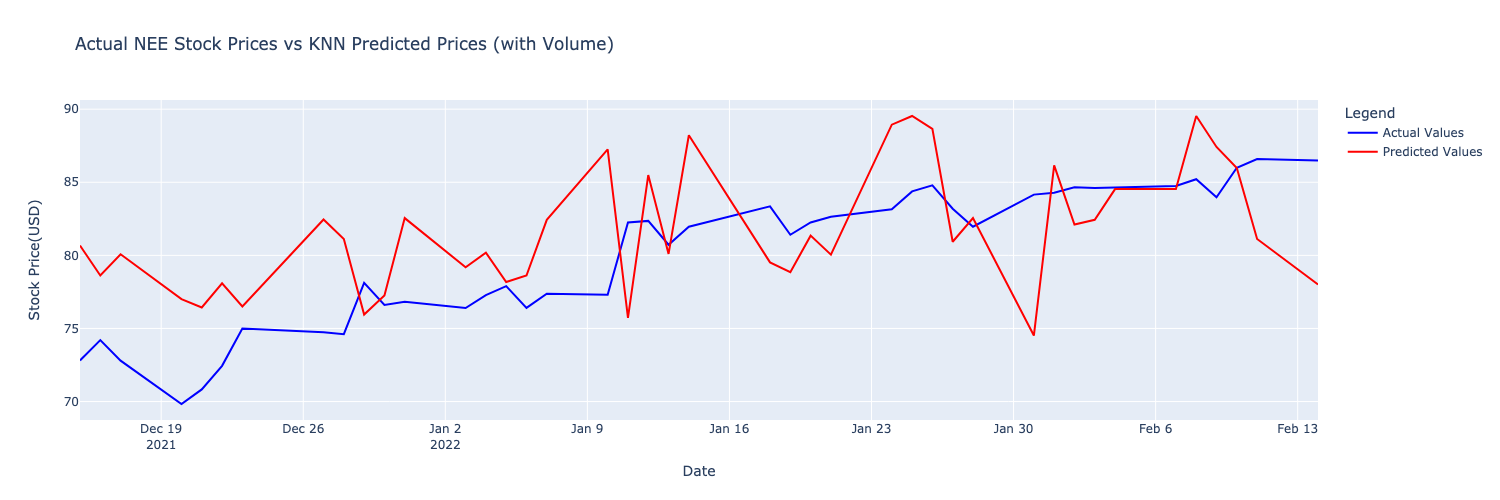 Actual NEE Stock Prices vs KNN Predicted Prices (with Volume)
Legend
Actual Values
Predicted Values
Stock Price(USD)
90
85
80
75
70
Dec 19 Dec 26 Jan 2 Jan 9 Jan 16 Jan 23 Jan 30 Feb 6 Feb 13
2021 2022
Date